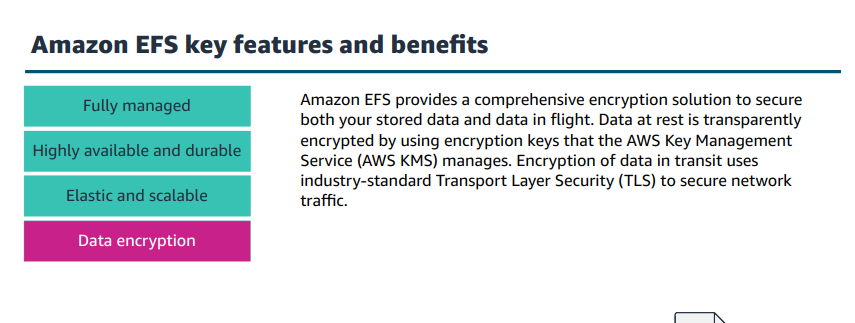 Amazon EFS key features and benefits
Fully managed
Highly available and durable
Elastic and scalable
Data encryption
Amazon EFS provides a comprehensive encryption solution to secure
both your stored data and data in flight. Data at rest is transparently
encrypted by using encryption keys that the AWS Key Management
Service (AWS KMS) manages. Encryption of data in transit uses
industry-standard Transport Layer Security (TLS) to secure network
traffic.